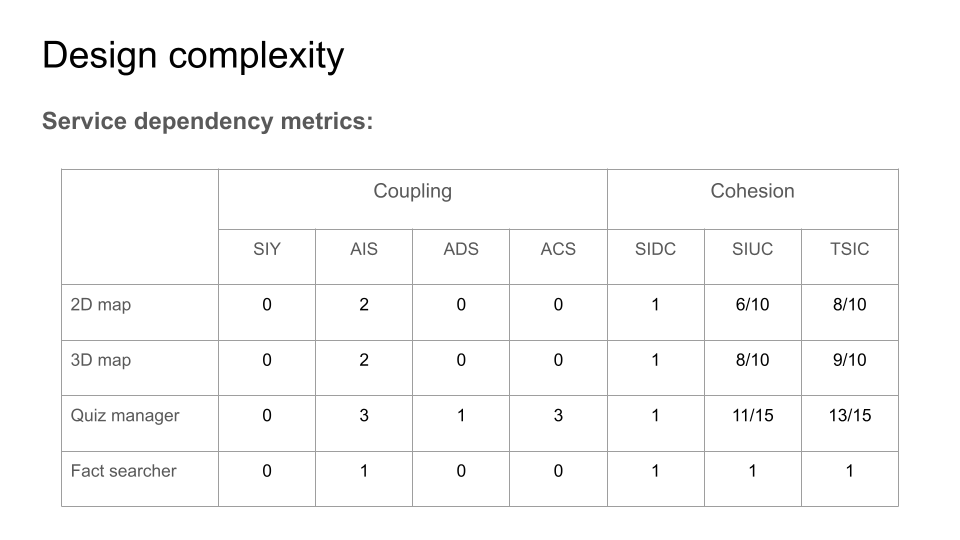 Design complexity
Service dependency metrics:
Coupling Cohesion
SIY AIS ADS ACS SIDC SIUC TSIC
2D map 0 2 0 0 1 6/10 8/10
3D map 0 2 0 0 1 8/10 9/10
Quiz manager 0 3 1 3 1 11/15 13/15
Fact searcher 0 1 0 0 1 1 1